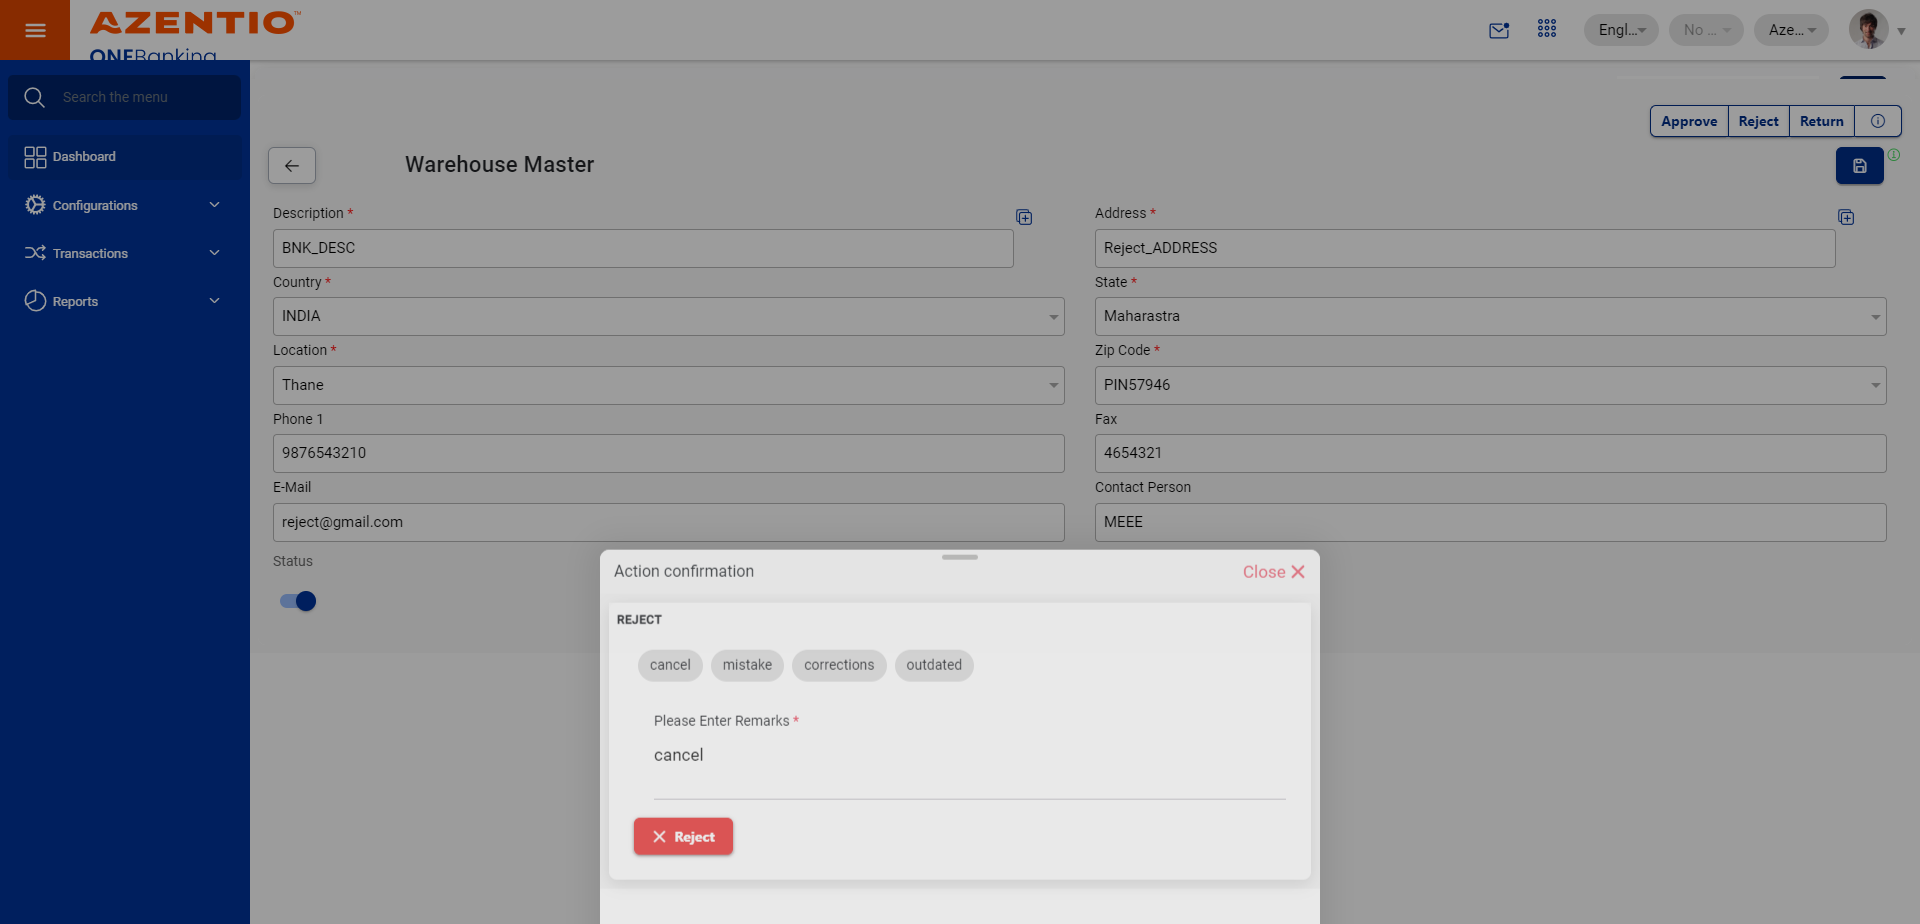 AZENTIO™
ONEBanking
Engl...
No ...
Aze...
Search the menu
Dashboard
Configurations
Transactions
Reports
Approve
Reject
Return
Warehouse Master
Description *
BNK_DESC
Address *
Reject_ADDRESS
Country *
INDIA
State *
Maharastra
Location *
Thane
Zip Code *
PIN57946
Phone 1
9876543210
Fax
4654321
E-Mail
reject@gmail.com
Contact Person
MEEE
Status
Action confirmation
Close
REJECT
cancel
mistake
corrections
outdated
Please Enter Remarks *
cancel
Reject